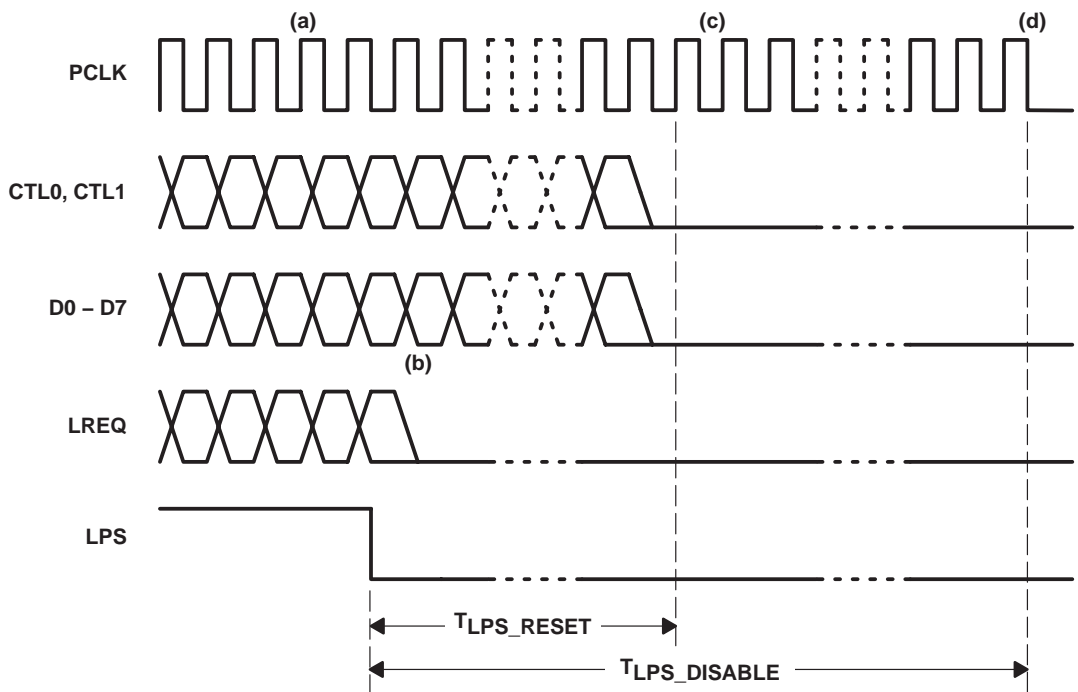 (a)
(c)
(d)
PCLK
CTL0, CTL1
D0 – D7
(b)
LREQ
LPS
TLPS_RESET
TLPS_DISABLE